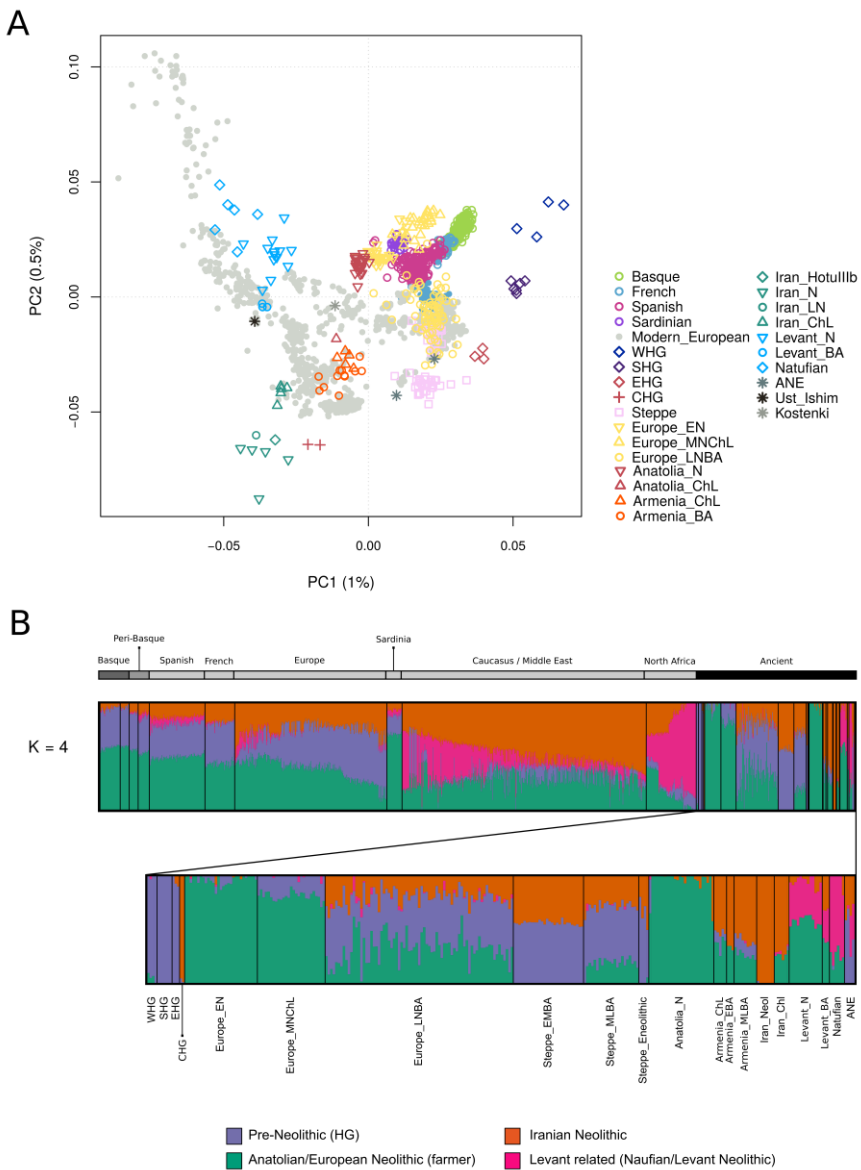 A
0.10
0.05
0.00
−0.05
PC2 (0.5%)
−0.05
0.00
0.05
PC1 (1%)
Basque
French
Spanish
Sardinian
Modern_European
WHG
SHG
EHG
CHG
Steppe
Europe_EN
Europe_MNChL
Europe_LNBA
Anatolia_N
Anatolia_ChL
Armenia_ChL
Armenia_BA
Iran_HotuIIIb
Iran_N
Iran_LN
Iran_ChL
Levant_N
Levant_BA
Natufian
ANE
Ust_Ishim
Kostenki
B
Peri-Basque
Sardinia
Basque
Spanish
French
Europe
Caucasus / Middle East
North Africa
Ancient
K = 4
WHG
SHG
EHG
CHG
Europe_EN
Europe_MNChL
Europe_LNBA
Steppe_EMBA
Steppe_MLBA
Steppe_Eneolithic
Anatolia_N
Armenia_ChL
Armenia_EBA
Armenia_MLBA
Iran_Neol
Iran_Chl
Levant_N
Levant_BA
Natufian
ANE
Pre-Neolithic (HG)
Iranian Neolithic
Anatolian/European Neolithic (farmer)
Levant related (Naufian/Levant Neolithic)